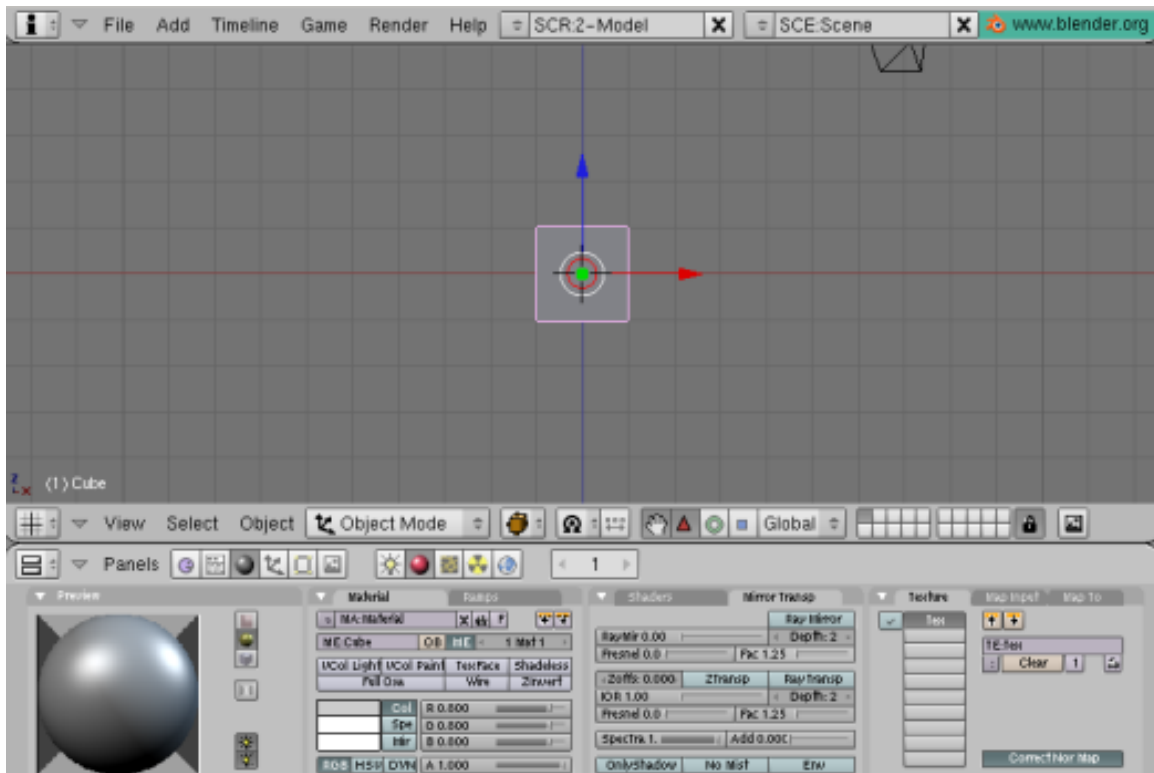 File Add Timeline Game Render Help SCR:2-Model X SCE:Scene X www.blender.org
z
x (1) Cube
View Select Object Object Mode Global
Panels 1
Preview Material Ramps Shaders Mirror Transp Texture Map Input Map To
MA:Material X F Ray Mirror Tex
ME:Cube OB ME 1 Mat 1 RayMir 0.00 Depth: 2 TE:Tex
Fresnel 0.0 Fac 1.25 Clear 1
VCol Light VCol Paint TexFace Shadeless Zoffs: 0.000 ZTransp Ray Transp
Full Osa Wire Zinvert IOR 1.00 Depth: 2
Col R 0.800 Fresnel 0.0 Fac 1.25
Spe G 0.800 Spectra 1. Add 0.000
Mir B 0.800 Correct Nor Map
RGB HSV DYN A 1.000 OnlyShadow No Mist Env